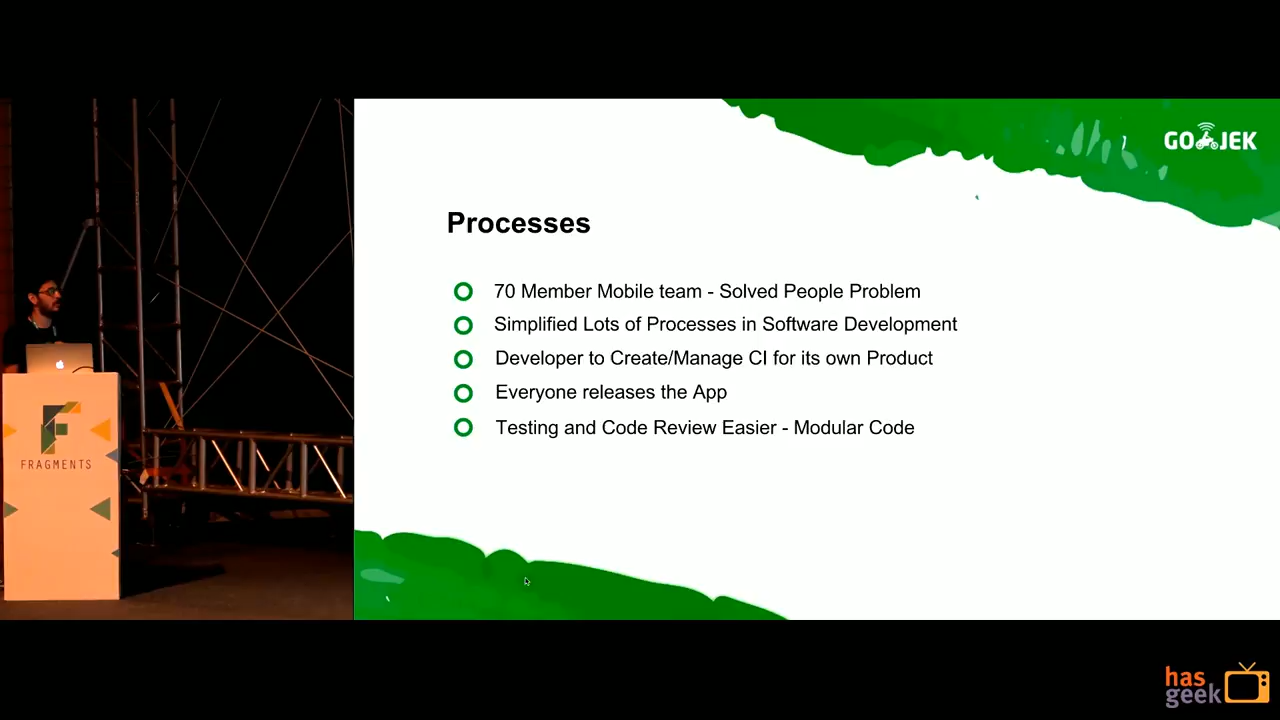 GO JEK
Processes
70 Member Mobile team - Solved People Problem
Simplified Lots of Processes in Software Development
Developer to Create/Manage CI for its own Product
Everyone releases the App
Testing and Code Review Easier - Modular Code
F
FRAGMENTS
has
geek